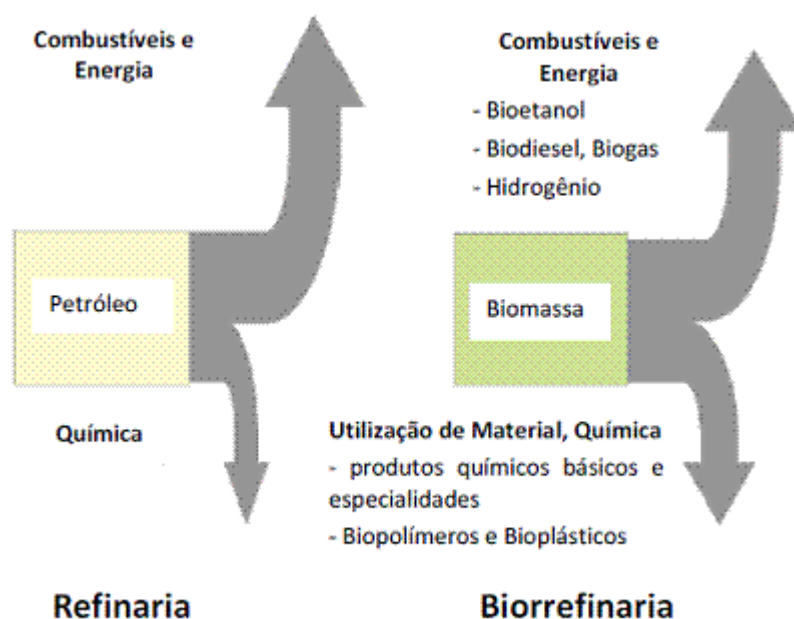 Combustíveis e
Energia
Petróleo
Química
Refinaria
Combustíveis e
Energia
- Bioetanol
- Biodiesel, Biogas
- Hidrogênio
Biomassa
Utilização de Material, Química
- produtos químicos básicos e
especialidades
- Biopolímeros e Bioplásticos
Biorrefinaria